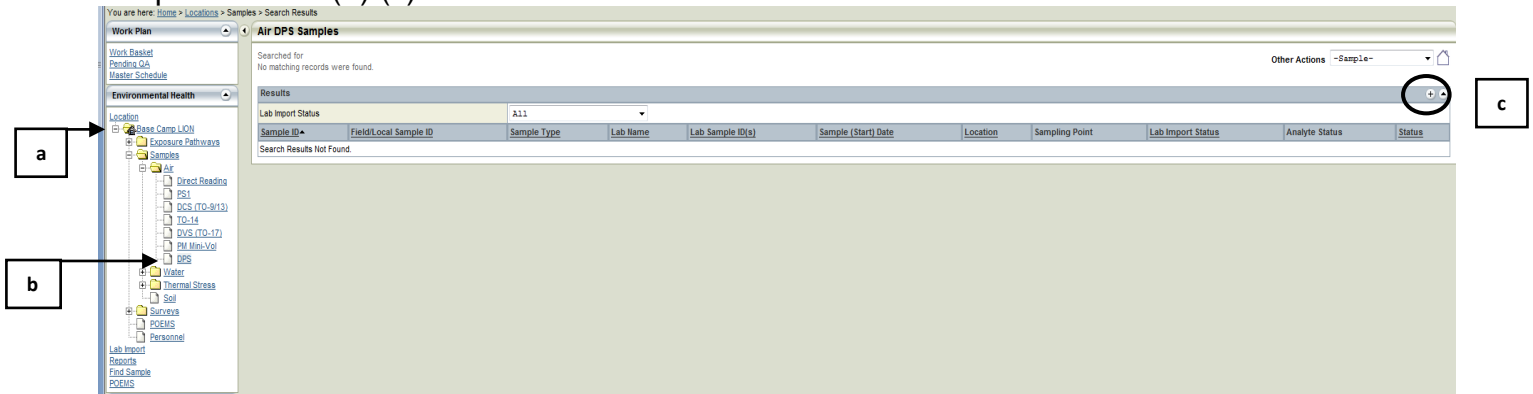 You are here: Home > Locations > Samples > Search Results
Work Plan
Work Basket
Pending QA
Master Schedule
Environmental Health
Location
Base Camp LION
Exposure Pathways
Samples
Air
Direct Reading
PS1
DCS (TO-9/13)
TO-14
DVS (TO-17)
PM Mini-Vol
DPS
Water
Thermal Stress
Soil
Surveys
POEMS
Personnel
Lab Import
Reports
Find Sample
POEMS
a
b
Air DPS Samples
Searched for
No matching records were found.
Other Actions -Sample-
Results
Lab Import Status All
Sample ID Field/Local Sample ID Sample Type Lab Name Lab Sample ID(s) Sample (Start) Date Location Sampling Point Lab Import Status Analyte Status Status
Search Results Not Found.
c